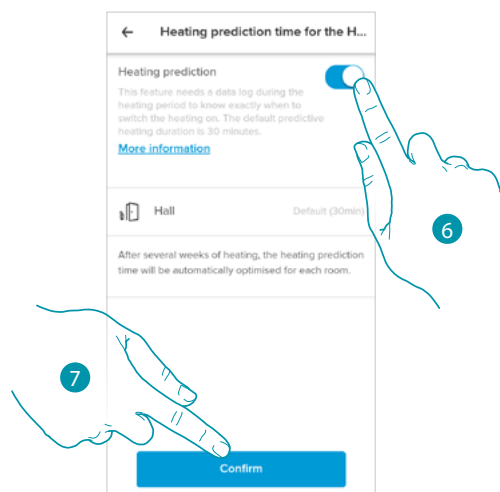 ← Heating prediction time for the H...
Heating prediction
This feature needs a data log during the
heating period to know exactly when to
switch the heating on. The default predictive
heating duration is 30 minutes.
More information
6
Hall Default (30min)
After several weeks of heating, the heating prediction
time will be automatically optimised for each room.
7
Confirm